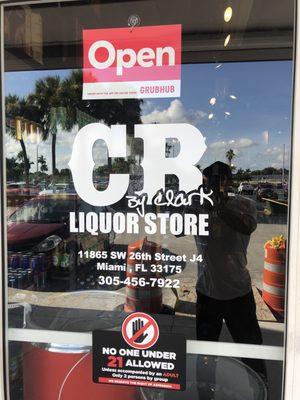 Open
GRUBHUB
CB
By Clark
LIQUOR STORE
11865 SW 26th Street J4
Miami , FL 33175
305-456-7922
NO ONE UNDER
21 ALLOWED
Unless accompanied by an ADULT
Only 2 persons by group
WE RESERVE THE RIGHT OF ADMISSION